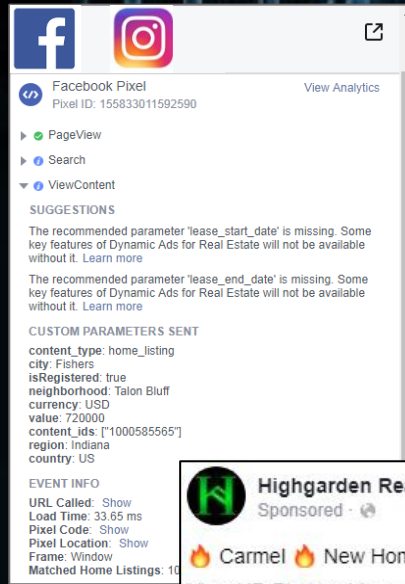 Facebook Pixel
View Analytics
Pixel ID: 155833011592590
PageView
Search
ViewContent
SUGGESTIONS
The recommended parameter 'lease_start_date' is missing. Some
key features of Dynamic Ads for Real Estate will not be available
without it. Learn more
The recommended parameter 'lease_end_date' is missing. Some
key features of Dynamic Ads for Real Estate will not be available
without it. Learn more
CUSTOM PARAMETERS SENT
content_type: home_listing
city: Fishers
isRegistered: true
neighborhood: Talon Bluff
currency: USD
value: 720000
content_ids: ["1000585565"]
region: Indiana
country: US
EVENT INFO
URL Called: Show
Load Time: 33.65 ms
Pixel Code: Show
Pixel Location: Show
Frame: Window
Matched Home Listings: 10
Highgarden Rea
Sponsored ·
🔥 Carmel 🔥 New Hom